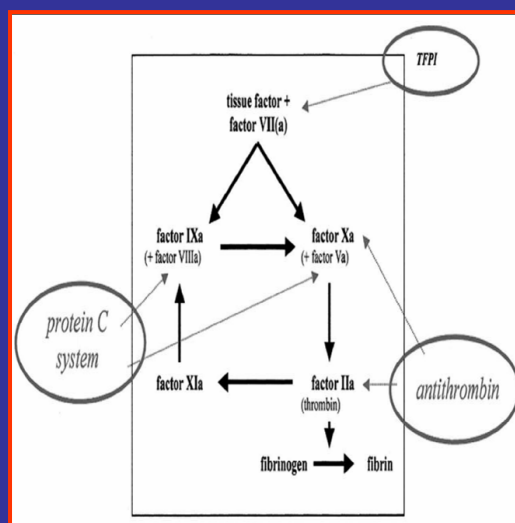 TFPI
tissue factor +
factor VII(a)
factor IXa
(+ factor VIIIa)
factor Xa
(+ factor Va)
protein C
system
factor XIa
factor IIa
(thrombin)
antithrombin
fibrinogen
fibrin